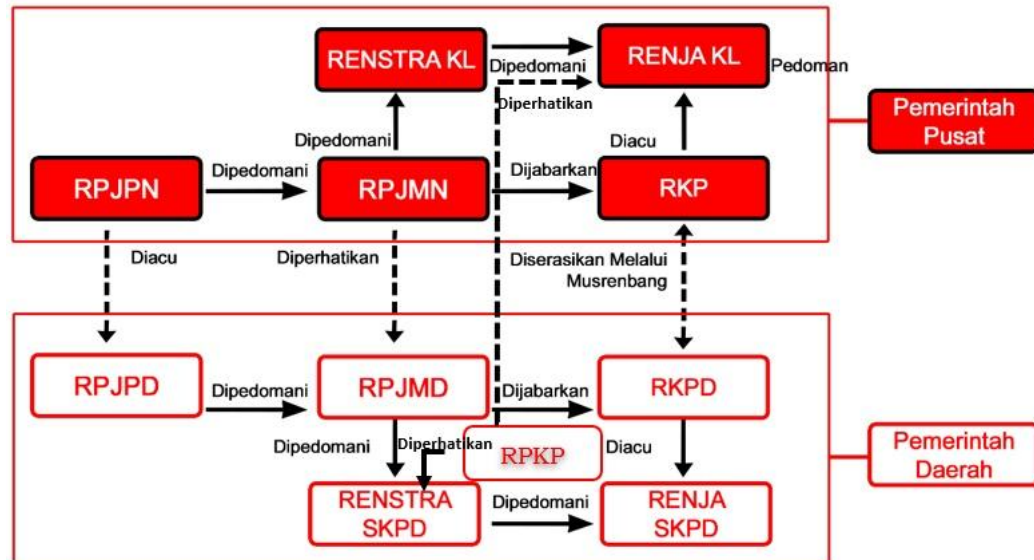 RENSTRA KL
Dipedomani
RENJA KL
Pedoman
Diperhatikan
Pemerintah
Pusat
Dipedomani
Diacu
RPJPN
Dipedomani
RPJMN
Dijabarkan
RKP
Diacu
Diperhatikan
Diserasikan Melalui
Musrenbang
RPJPD
Dipedomani
RPJMD
Dijabarkan
RKPD
Dipedomani
Diperhatikan
RPKP
Diacu
Pemerintah
Daerah
RENSTRA
SKPD
Dipedomani
RENJA
SKPD